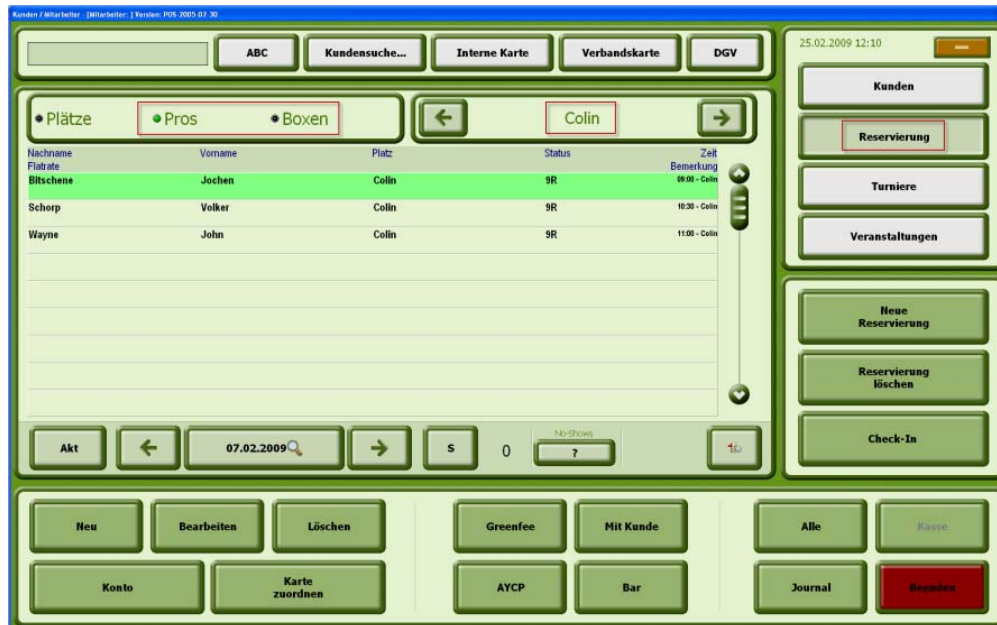 Kunden / Mitarbeiter - [Mitarbeiter: ] Version: POS-2005-07-30
ABC Kundensuche... Interne Karte Verbandskarte DGV
25.02.2009 12:10
Kunden
Plätze Pros Boxen Colin
Reservierung
Nachname Vorname Platz Status Zeit
Flatrate Bemerkung
Bitschene Jochen Colin 9R 09:00 - Colin
Turniere
Schorp Volker Colin 9R 10:30 - Colin
Wayne John Colin 9R 11:00 - Colin
Veranstaltungen
Neue
Reservierung
Reservierung
löschen
Check-In
Akt 07.02.2009 S 0 No-Shows
?
Neu Bearbeiten Löschen Greenfee Mit Kunde Alle Kasse
Konto Karte
zuordnen AYCP Bar Journal Beenden